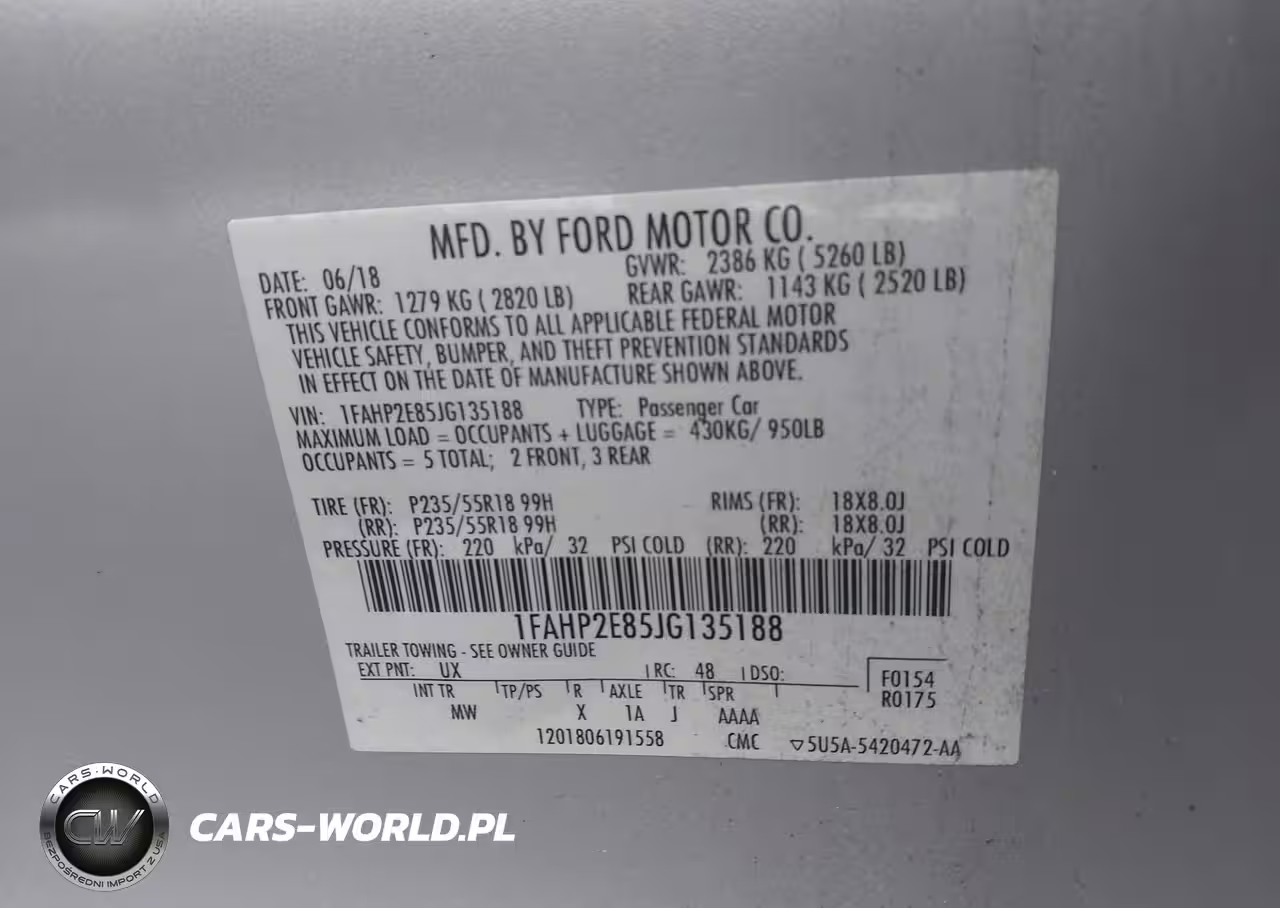 MFD. BY FORD MOTOR CO.
DATE: 06/18 GVWR: 2386 KG ( 5260 LB)
FRONT GAWR: 1279 KG ( 2820 LB) REAR GAWR: 1143 KG ( 2520 LB)
THIS VEHICLE CONFORMS TO ALL APPLICABLE FEDERAL MOTOR
VEHICLE SAFETY, BUMPER, AND THEFT PREVENTION STANDARDS
IN EFFECT ON THE DATE OF MANUFACTURE SHOWN ABOVE.
VIN: 1FAHP2E85JG135188 TYPE: Passenger Car
MAXIMUM LOAD = OCCUPANTS + LUGGAGE = 430KG/ 950LB
OCCUPANTS = 5 TOTAL; 2 FRONT, 3 REAR
TIRE (FR): P235/55R18 99H RIMS (FR): 18X8.0J
(RR): P235/55R18 99H (RR): 18X8.0J
PRESSURE (FR): 220 kPa/ 32 PSI COLD (RR): 220 kPa/ 32 PSI COLD
1FAHP2E85JG135188
TRAILER TOWING - SEE OWNER GUIDE
EXT PNT: UX RC: 48 DSO: F0154
INT TR TP/PS R AXLE TR SPR R0175
MW X 1A J AAAA
1201806191558 CMC ▽5U5A-5420472-AA
CARS-WORLD
CW
BEZPOŚREDNI IMPORT Z USA
CARS-WORLD.PL